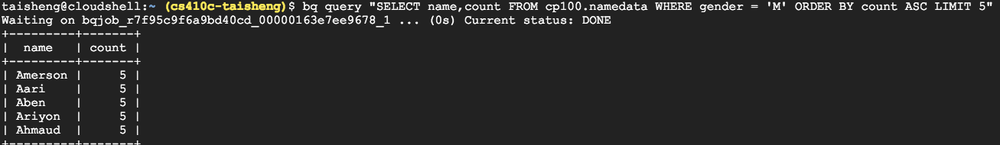 taisheng@cloudshell:~ (cs410c-taisheng)$ bq query "SELECT name,count FROM cp100.namedata WHERE gender = 'M' ORDER BY count ASC LIMIT 5"
Waiting on bqjob_r7f95c9f6a9bd40cd_00000163e7ee9678_1 ... (0s) Current status: DONE
+---------+-------+
|  name   | count |
+---------+-------+
| Amerson |     5 |
| Aari    |     5 |
| Aben    |     5 |
| Ariyon  |     5 |
| Ahmaud  |     5 |
+---------+-------+